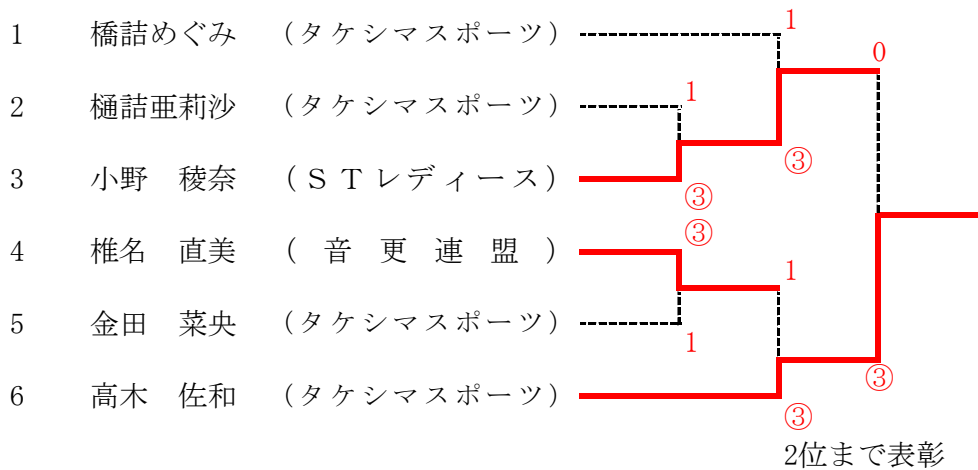 1
1 橋詰めぐみ (タケシマスポーツ)
0
1
2 樋詰亜莉沙 (タケシマスポーツ)
③
3 小野 稜奈 (STレディース)
③
③
4 椎名 直美 (音更連盟)
1
5 金田 菜央 (タケシマスポーツ)
1
③
6 高木 佐和 (タケシマスポーツ)
③
2位まで表彰